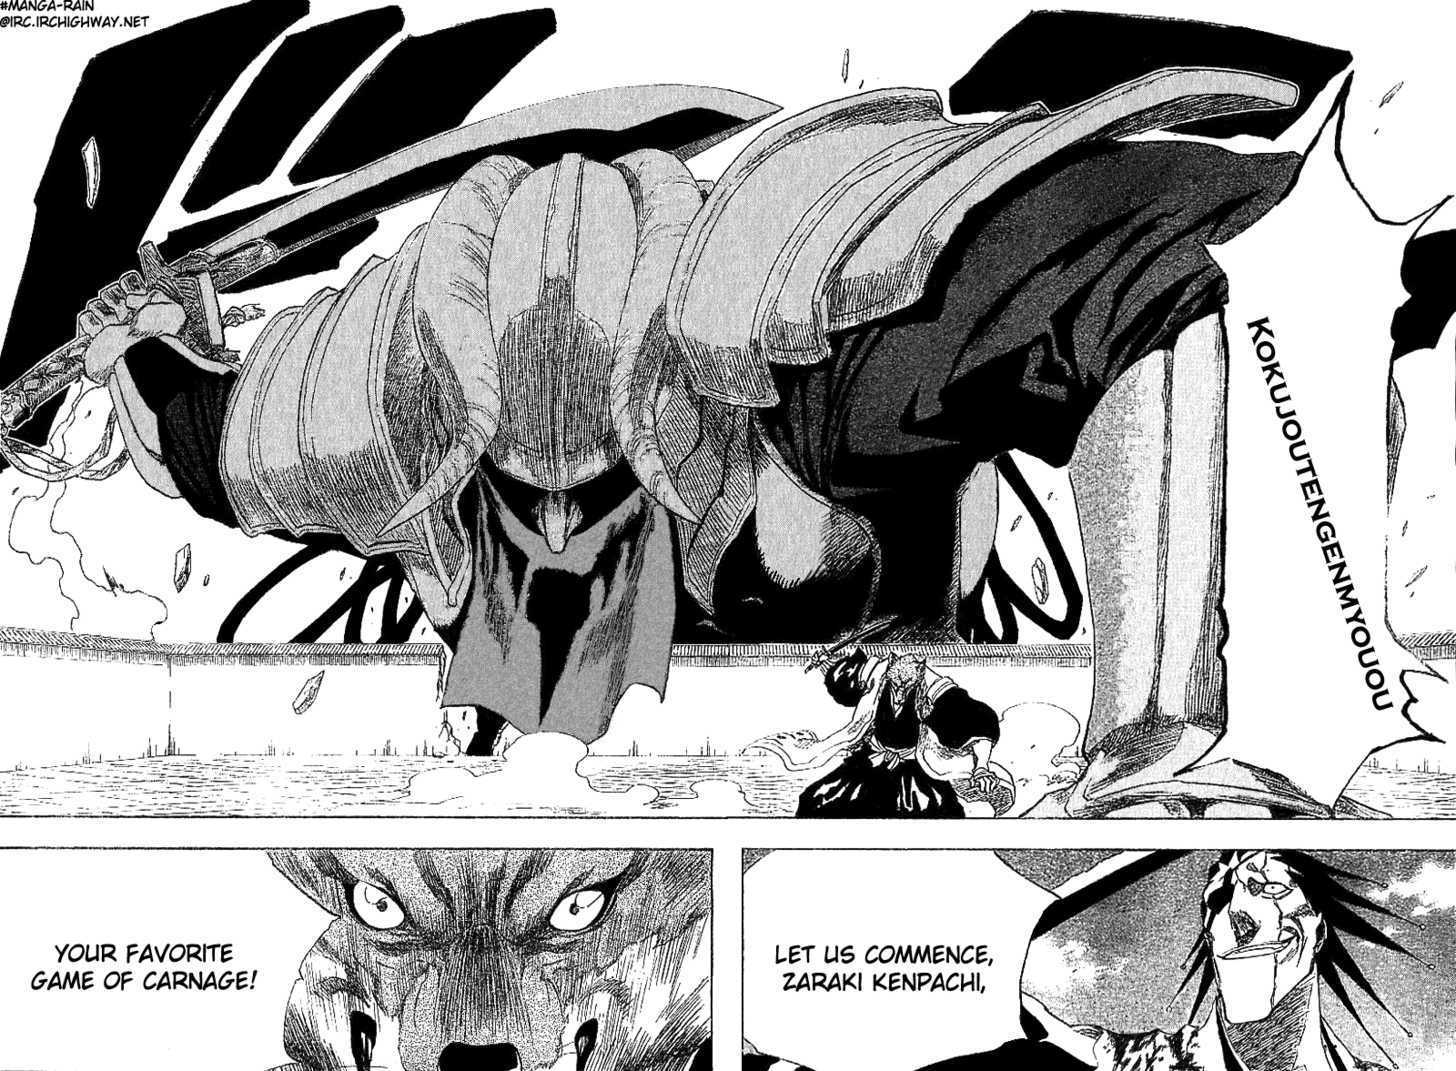 #MANGA-RAIN
@IRC.IRCHIGHWAY.NET
KOKUJOUTENGENMYOUOU
LET US COMMENCE,
ZARAKI KENPACHI,
YOUR FAVORITE
GAME OF CARNAGE!